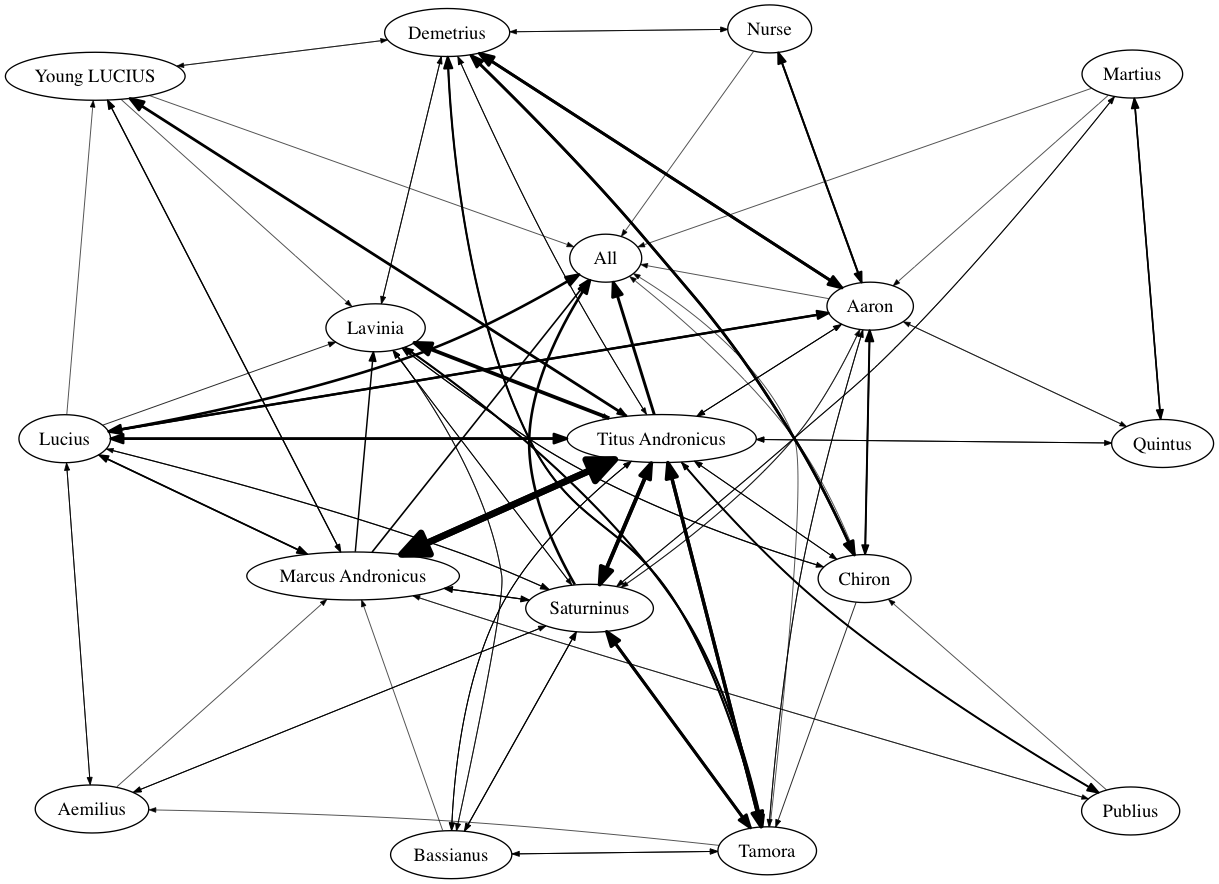 Demetrius
Nurse
Young LUCIUS
Martius
All
Aaron
Lavinia
Lucius
Titus Andronicus
Quintus
Marcus Andronicus
Chiron
Saturninus
Aemilius
Publius
Bassianus
Tamora